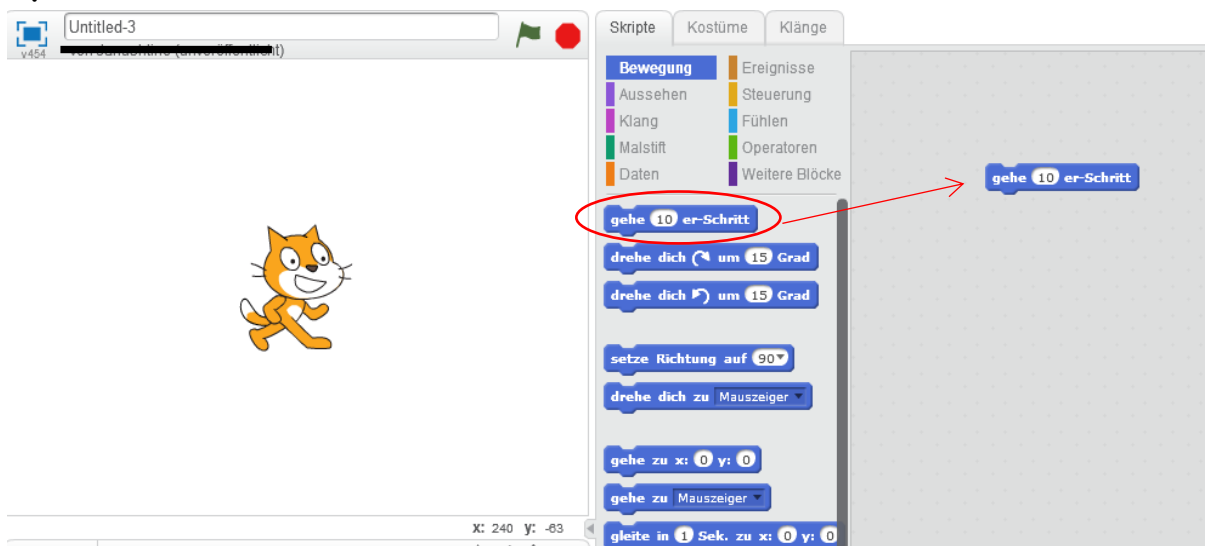 Untitled-3
v454
Skripte Kostüme Klänge
Bewegung Ereignisse
Aussehen Steuerung
Klang Fühlen
Malstift Operatoren
Daten Weitere Blöcke
gehe 10 er-Schritt
gehe 10 er-Schritt
drehe dich um 15 Grad
drehe dich um 15 Grad
setze Richtung auf 90
drehe dich zu Mauszeiger
gehe zu x: 0 y: 0
gehe zu Mauszeiger
gleite in 1 Sek. zu x: 0 y: 0
x: 240 y: -63